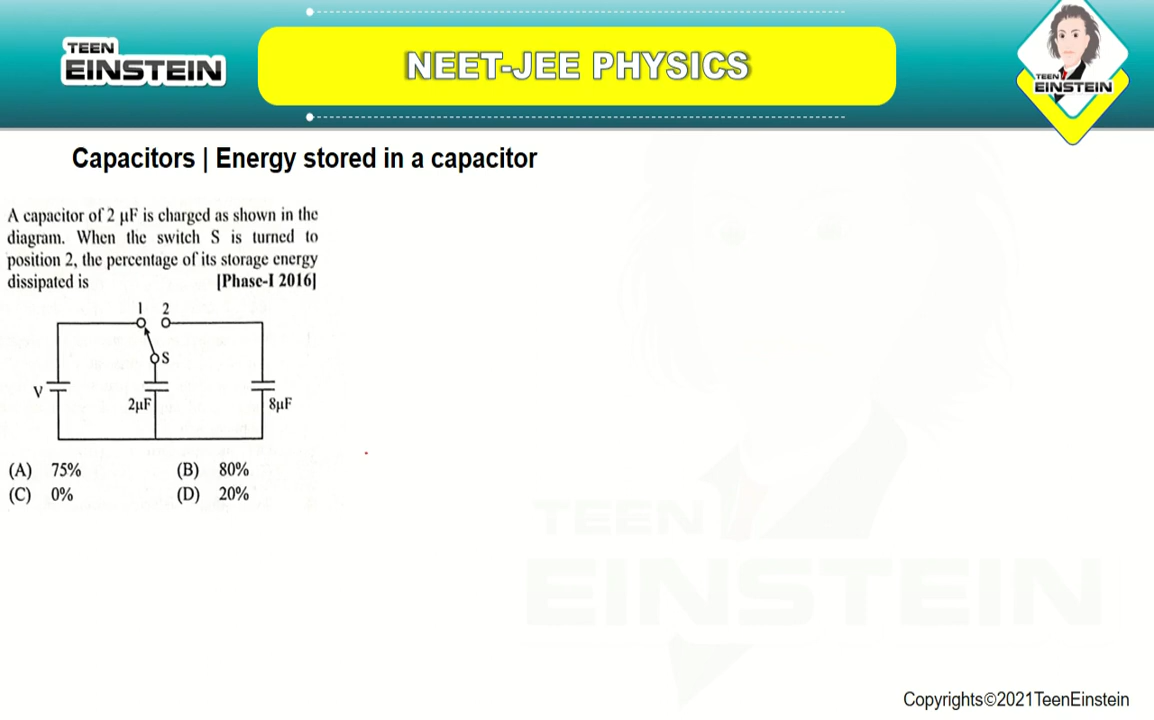 TEEN
EINSTEIN
NEET-JEE PHYSICS
TEEN
EINSTEIN
Capacitors | Energy stored in a capacitor
A capacitor of 2 μF is charged as shown in the
diagram. When the switch S is turned to
position 2, the percentage of its storage energy
dissipated is [Phase-I 2016]
1 2
S
V
2μF
8μF
(A) 75% (B) 80%
(C) 0% (D) 20%
TEEN
EINSTEIN
Copyrights©2021TeenEinstein